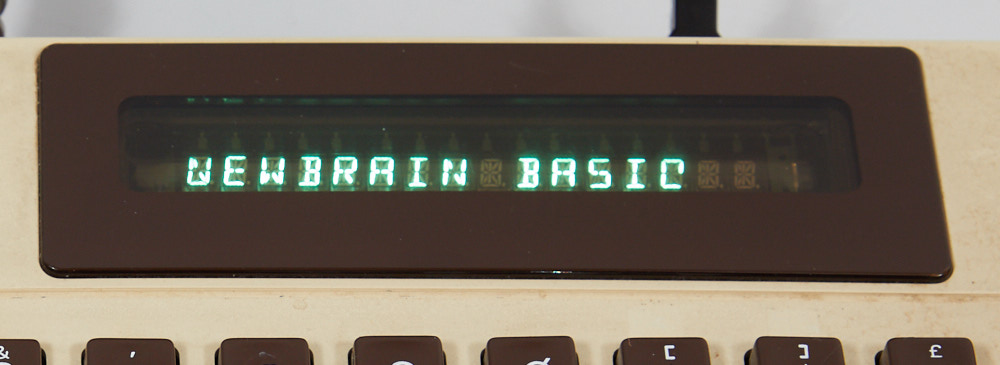 NEWBRAIN BASIC
& , [ ] £